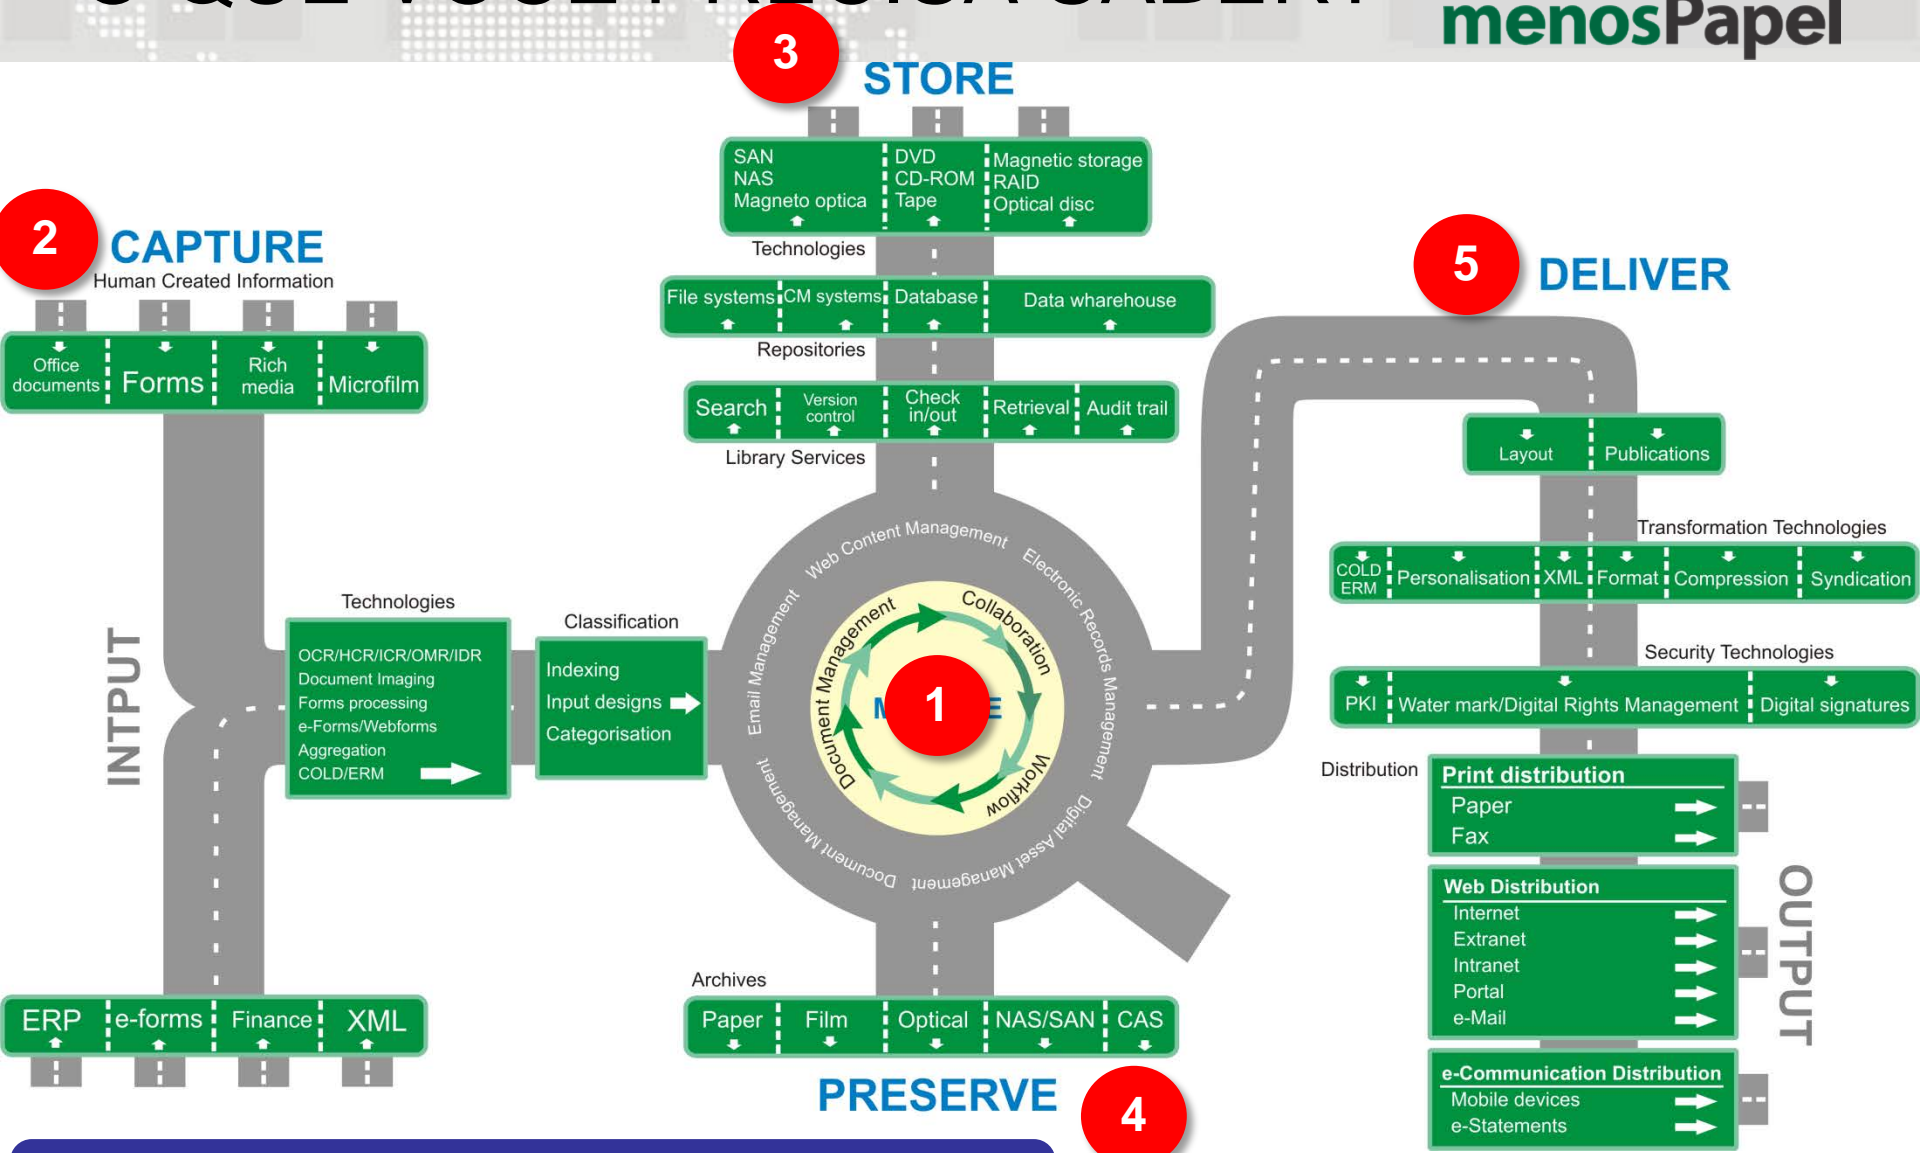 O QUE VOCÊ PRECISA SABER?
menosPapel
3
STORE
SAN
NAS
Magneto optica
DVD
CD-ROM
Tape
Magnetic storage
RAID
Optical disc
Technologies
File systems
CM systems
Database
Data wharehouse
Repositories
Search
Version
control
Check
in/out
Retrieval
Audit trail
Library Services
2
CAPTURE
Human Created Information
Office
documents
Forms
Rich
media
Microfilm
INTPUT
Technologies
OCR/HCR/ICR/OMR/IDR
Document Imaging
Forms processing
e-Forms/Webforms
Aggregation
COLD/ERM
Classification
Indexing
Input designs
Categorisation
ERP
e-forms
Finance
XML
Web Content Management
Electronic Records Management
Digital Asset Management
Document Management
Email Management
Document Management
Collaboration
Workflow
1
Archives
Paper
Film
Optical
NAS/SAN
CAS
PRESERVE
4
5
DELIVER
Layout
Publications
Transformation Technologies
COLD
ERM
Personalisation
XML
Format
Compression
Syndication
Security Technologies
PKI
Water mark/Digital Rights Management
Digital signatures
Distribution
Print distribution
Paper
Fax
Web Distribution
Internet
Extranet
Intranet
Portal
e-Mail
e-Communication Distribution
Mobile devices
e-Statements
OUTPUT